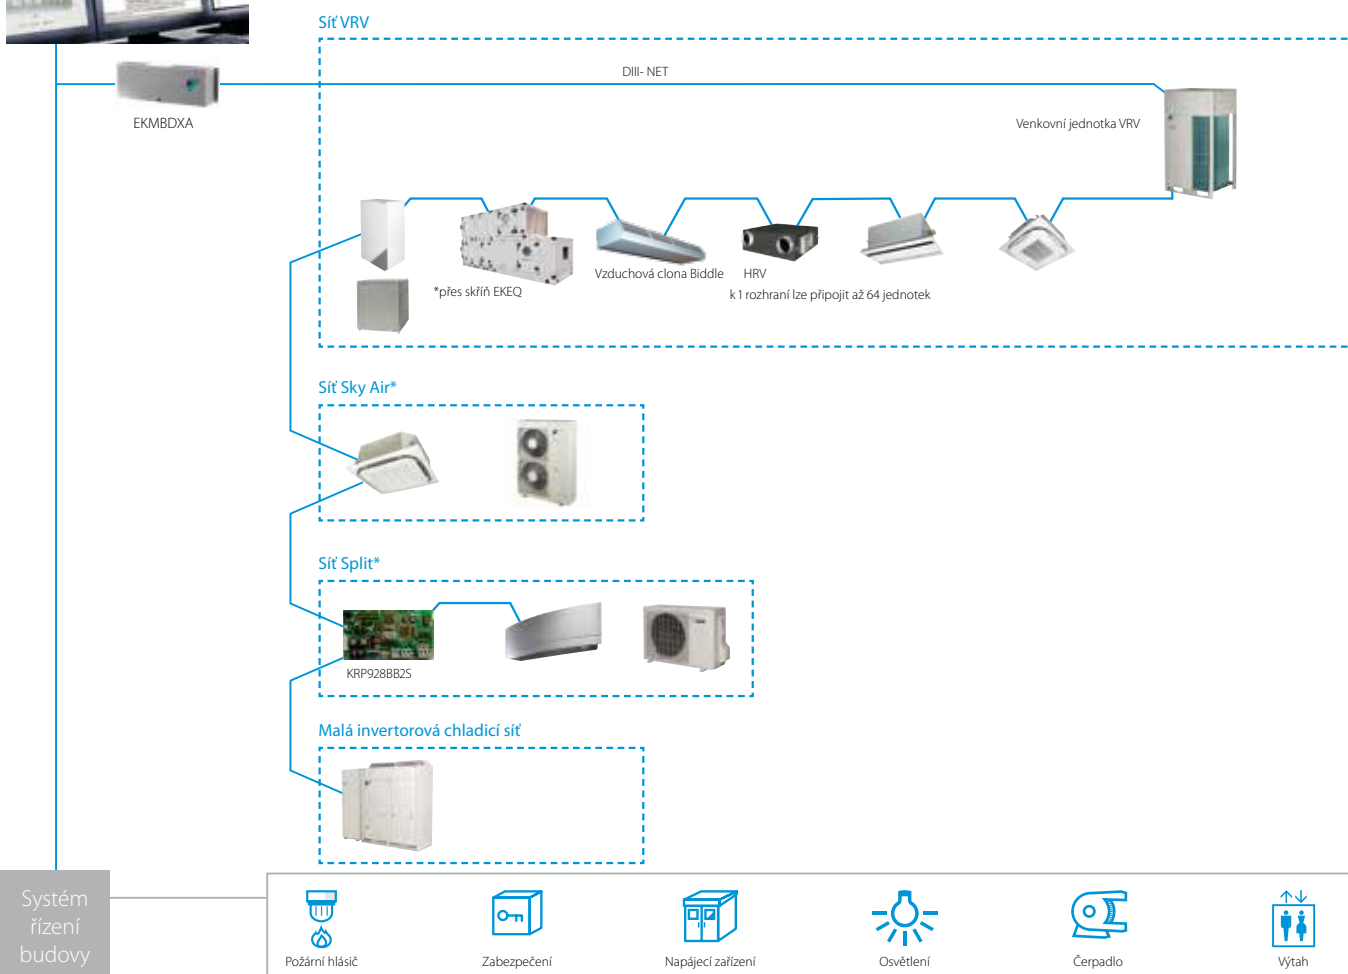 Síť VRV
DIII- NET
EKMBDXA
Venkovní jednotka VRV
Vzduchová clona Biddle
HRV
*přes skříň EKEQ
k 1 rozhraní lze připojit až 64 jednotek
Síť Sky Air*
Síť Split*
KRP928BB2S
Malá invertorová chladicí síť
Systém
řízení
budovy
Požární hlásič
Zabezpečení
Napájecí zařízení
Osvětlení
Čerpadlo
Výtah